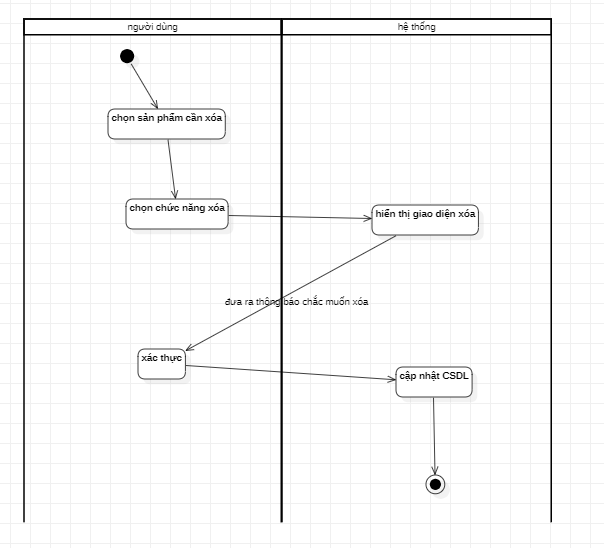 người dùng
hệ thống
chọn sản phẩm cần xóa
chọn chức năng xóa
hiển thị giao diện xóa
đưa ra thông báo chắc muốn xóa
xác thực
cập nhật CSDL